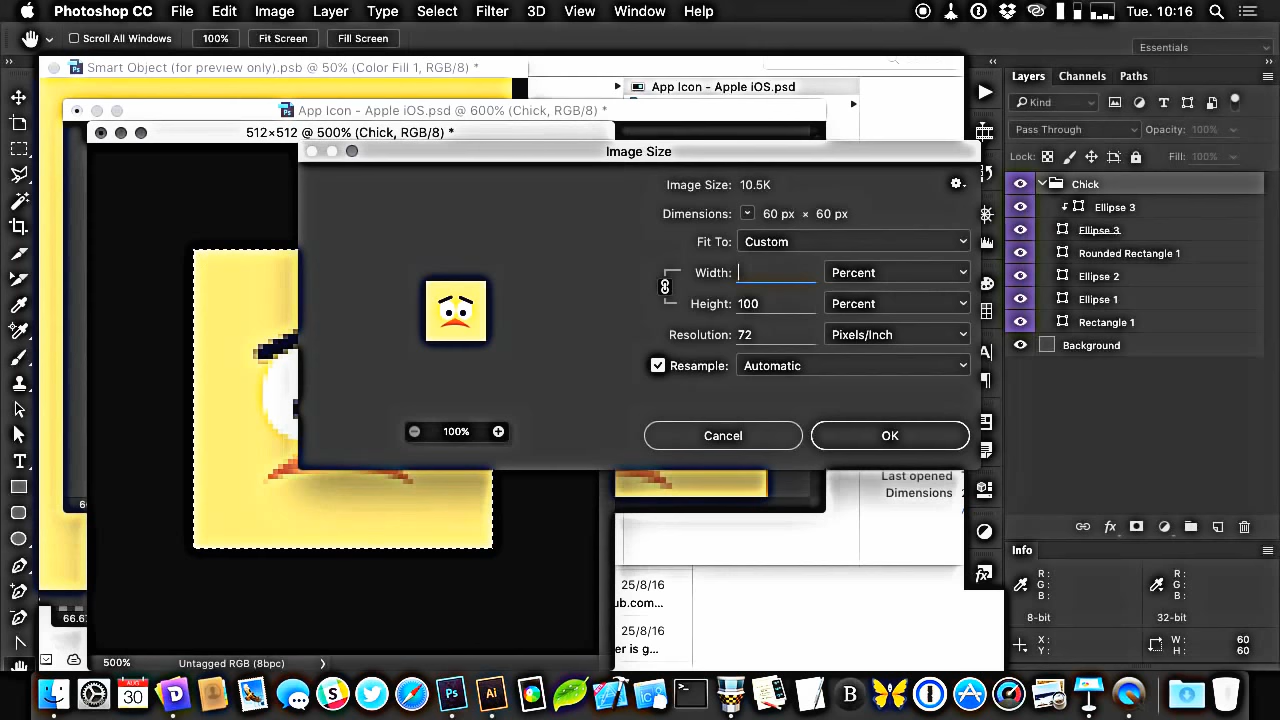 Photoshop CC File Edit Image Layer Type Select Filter 3D View Window Help Tue. 10:16
Scroll All Windows 100% Fit Screen Fill Screen Essentials
Smart Object (for preview only).psb @ 50% (Color Fill 1, RGB/8) *
App Icon - Apple iOS.psd
App Icon - Apple iOS.psd @ 600% (Chick, RGB/8) *
512×512 @ 500% (Chick, RGB/8) *
Image Size
Image Size: 10.5K
Dimensions: 60 px × 60 px
Fit To: Custom
Width: Percent
Height: 100 Percent
Resolution: 72 Pixels/Inch
Resample: Automatic
100%
Cancel OK
Last opened
Dimensions
25/8/16
ub.com...
25/8/16
er is g...
66.67
500% Untagged RGB (8bpc)
Layers Channels Paths
Kind
Pass Through Opacity: 100%
Lock: Fill: 100%
Chick
Ellipse 3
Ellipse 3
Rounded Rectangle 1
Ellipse 2
Ellipse 1
Rectangle 1
Background
fx
Info
R:
G:
B:
8-bit
R:
G:
B:
32-bit
X:
Y:
W: 60
H: 60
AUG
30
Ps
Ai
B